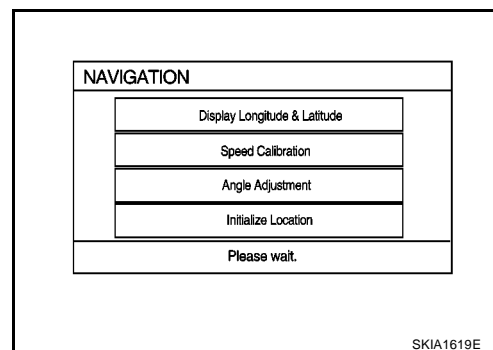 NAVIGATION
Display Longitude & Latitude
Speed Calibration
Angle Adjustment
Initialize Location
Please wait.
SKIA1619E